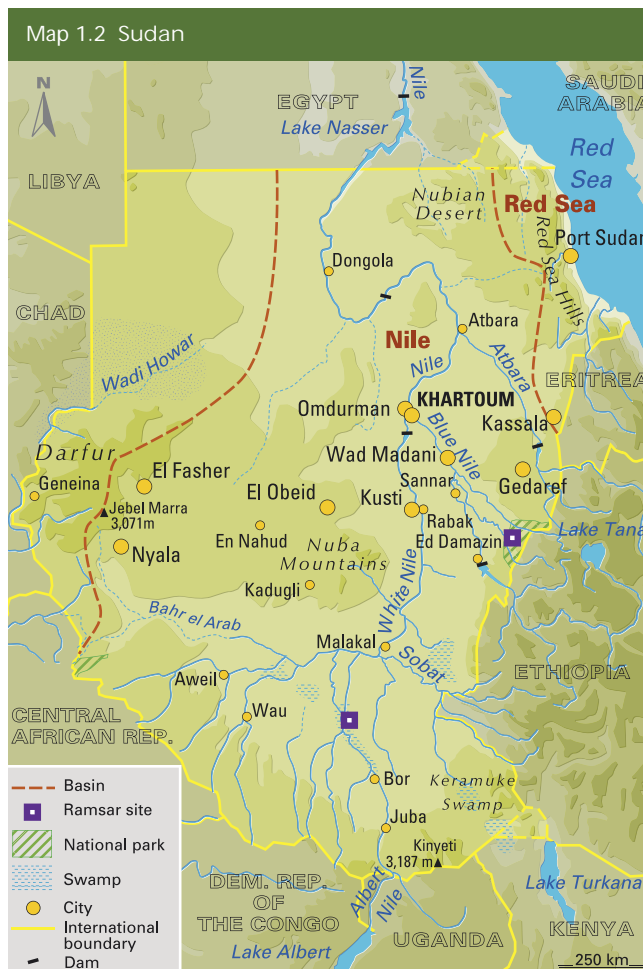 Map 1.2 Sudan
N
EGYPT
Nile
SAUDI
ARABIA
Lake Nasser
Red
Sea
LIBYA
Nubian
Desert
Red Sea
Red Sea Hills
Port Sudan
Dongola
CHAD
Wadi Howar
Nile
Atbara
Nile
Atbara
ERITREA
Omdurman
KHARTOUM
Kassala
Blue Nile
Darfur
Wad Madani
Geneina
El Fasher
Sannar
Gedaref
Jebel Marra
3,071m
El Obeid
Kusti
Rabak
Lake Tana
En Nahud
Ed Damazin
Nyala
Nuba
Mountains
Kadugli
White Nile
Bahr el Arab
Malakal
Sobat
ETHIOPIA
Aweil
CENTRAL
AFRICAN REP.
Wau
Bor
Keramuke
Swamp
Juba
Kinyeti
3,187 m
DEM. REP.
OF
THE CONGO
Albert
Nile
Lake Turkana
UGANDA
KENYA
Lake Albert
250 km
Basin
Ramsar site
National park
Swamp
City
International
boundary
Dam